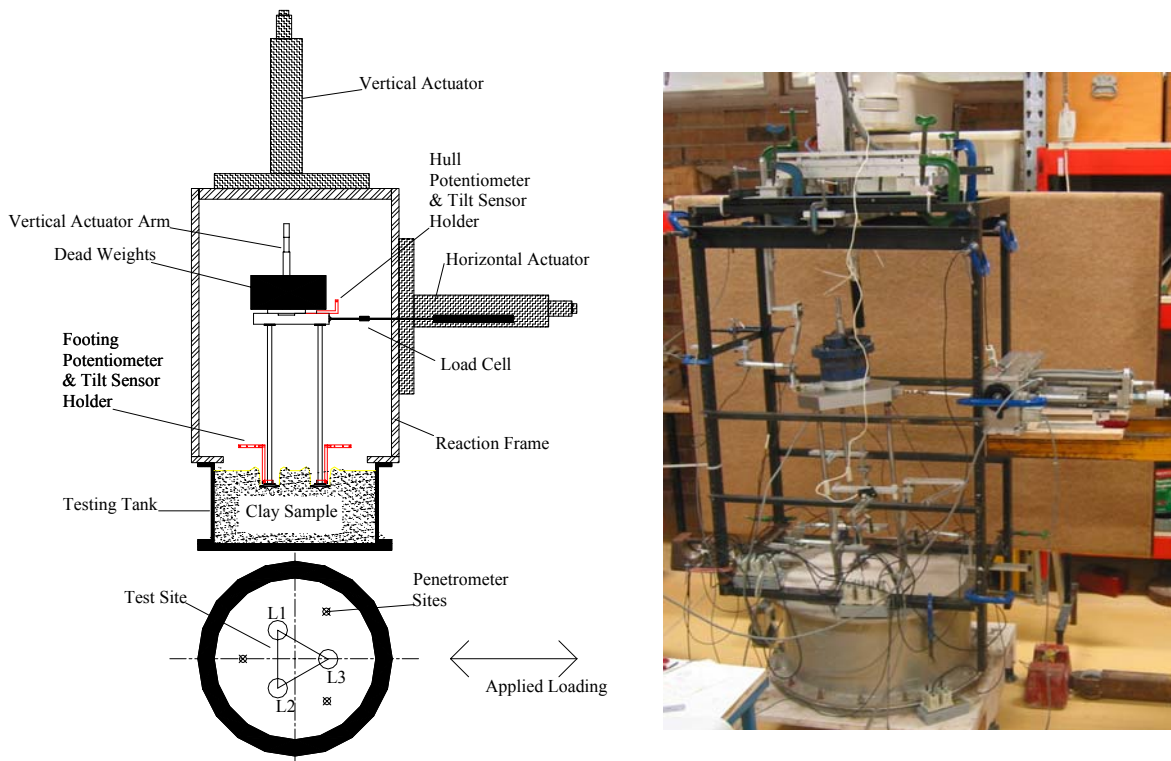 Vertical Actuator
Hull
Potentiometer
& Tilt Sensor
Holder
Vertical Actuator Arm
Dead Weights
Horizontal Actuator
Footing
Potentiometer
& Tilt Sensor
Holder
Load Cell
Reaction Frame
Testing Tank
Clay Sample
Test Site
Penetrometer
Sites
L1
L3
L2
Applied Loading